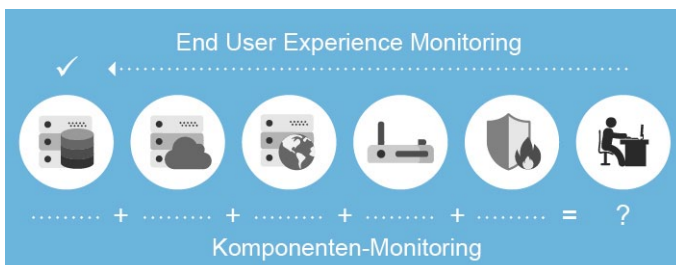 End User Experience Monitoring
+ + + + = ?
Komponenten-Monitoring